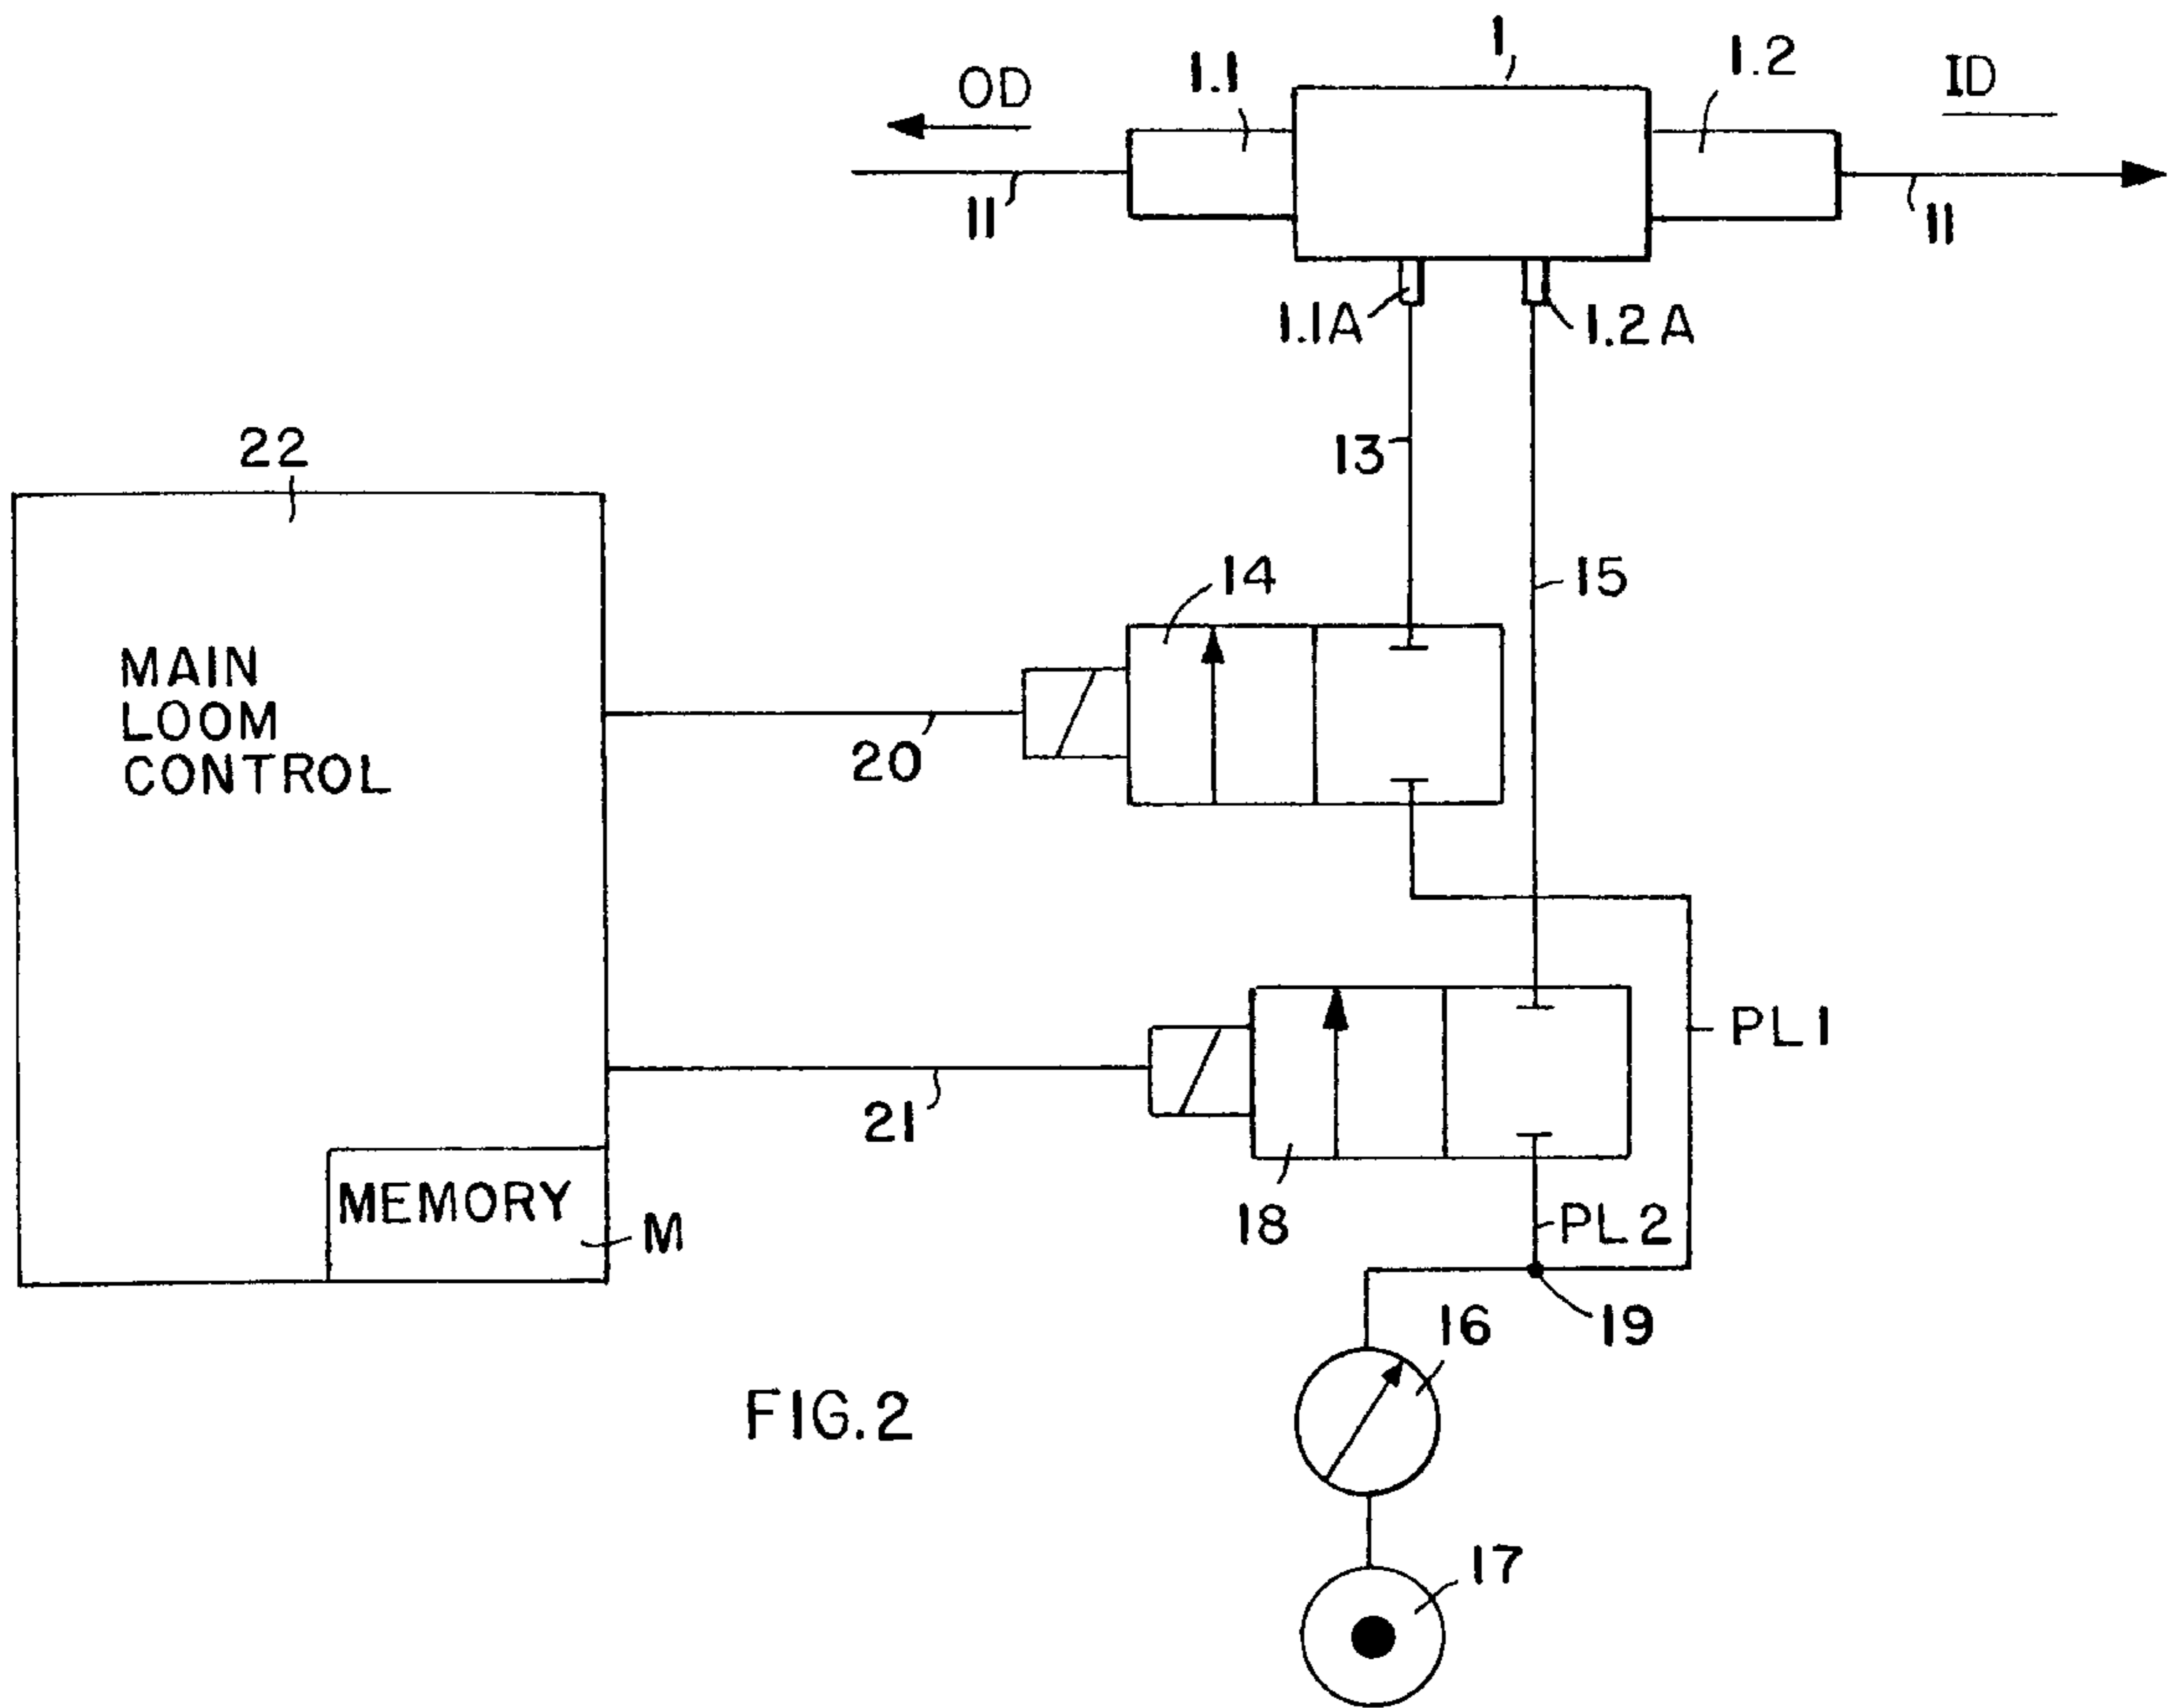 1
1.1
1.2
OD
ID
11
11
1.1A
1.2A
13
22
14
15
MAIN
LOOM
CONTROL
20
PL1
21
MEMORY
M
18
PL2
16
19
FIG.2
17